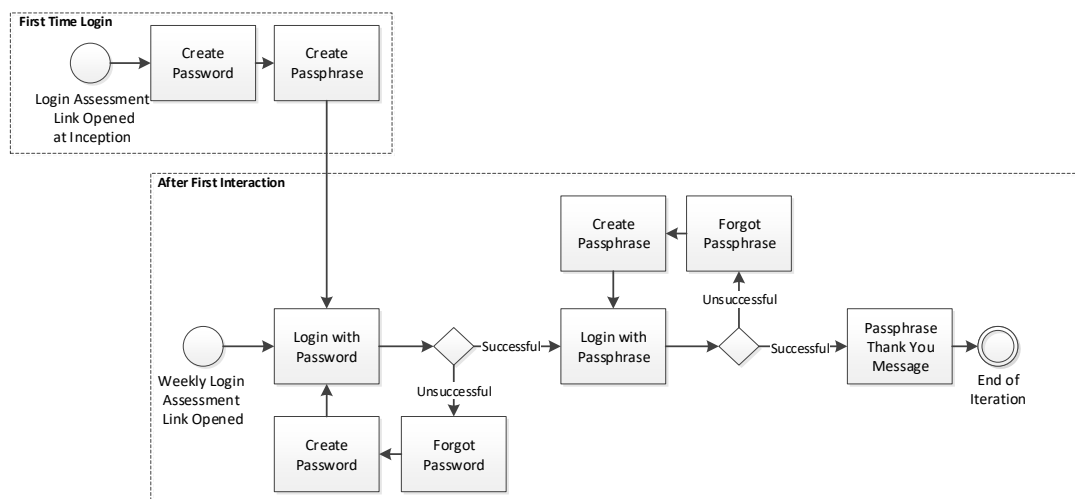 First Time Login
Create
Password
Create
Passphrase
Login Assessment
Link Opened
at Inception
After First Interaction
Create
Passphrase
Forgot
Passphrase
Unsuccessful
Login with
Password
Successful
Login with
Passphrase
Successful
Passphrase
Thank You
Message
Weekly Login
Assessment
Link Opened
Unsuccessful
End of
Iteration
Create
Password
Forgot
Password